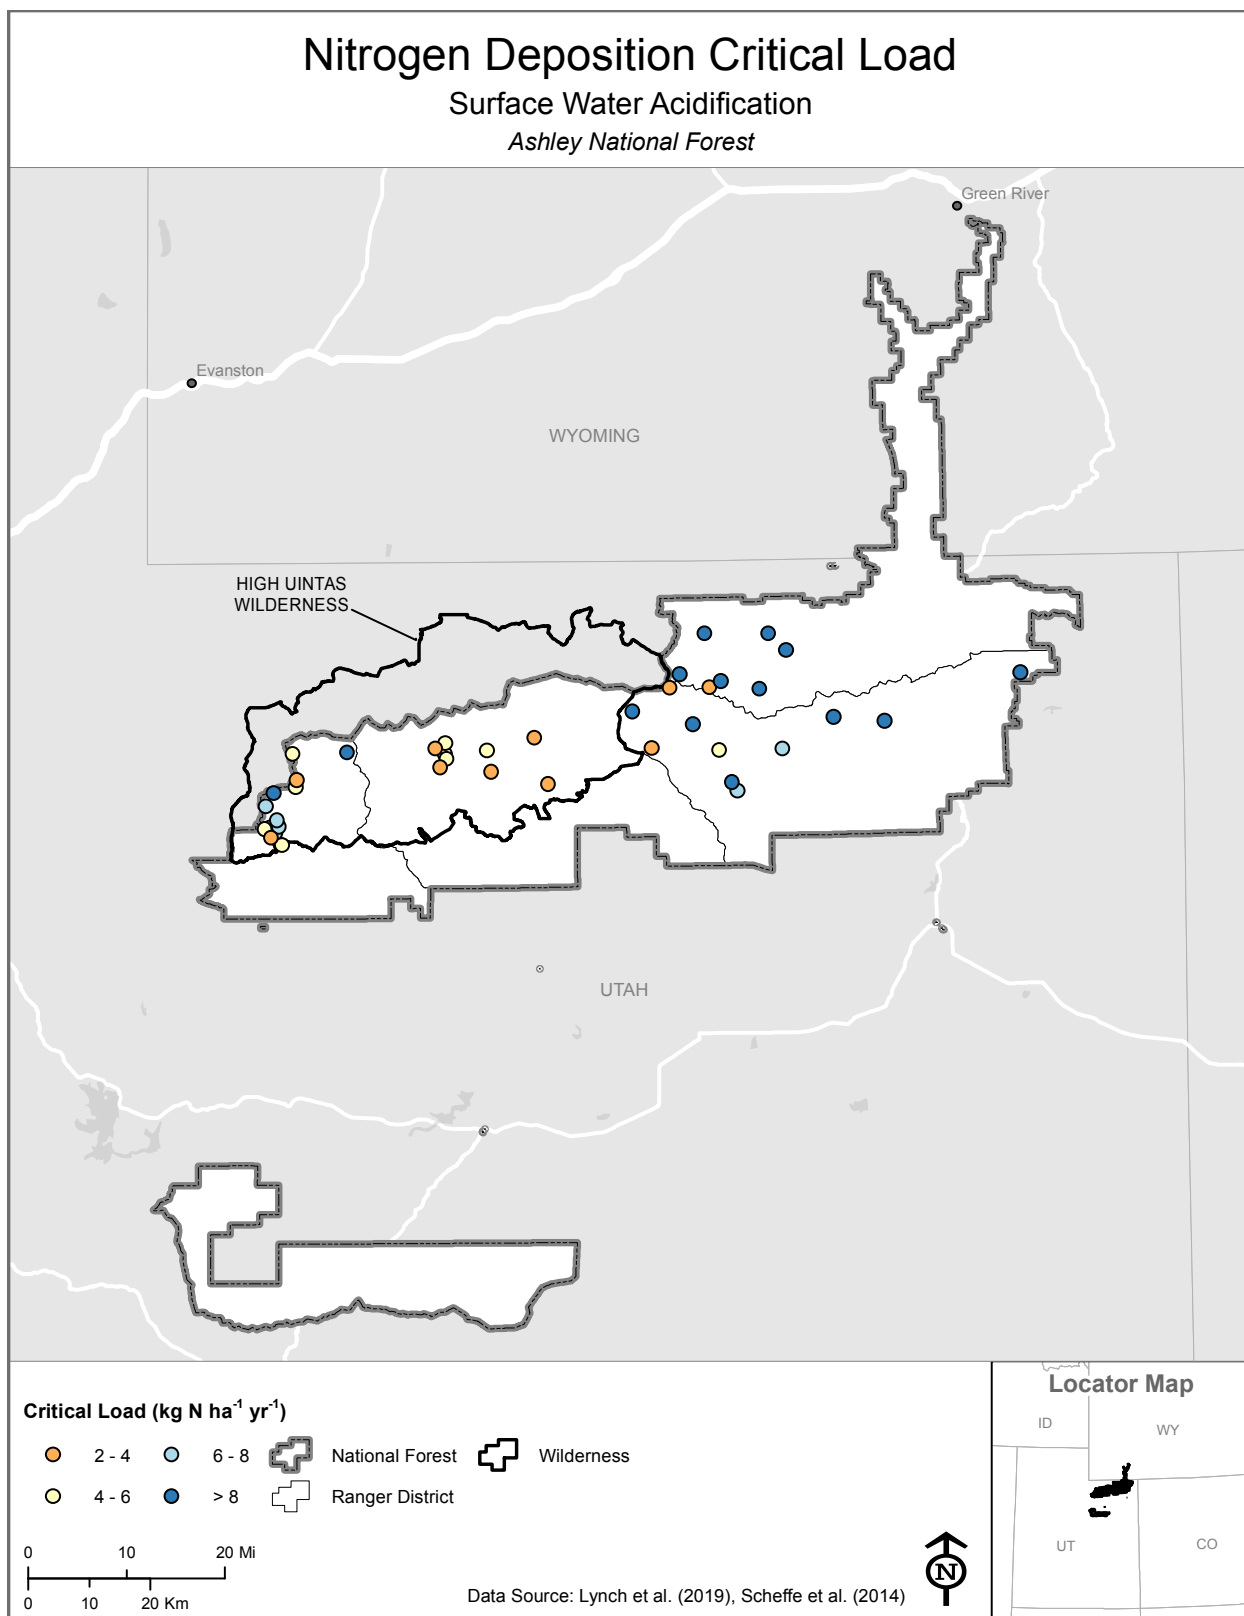 Nitrogen Deposition Critical Load
Surface Water Acidification
Ashley National Forest
Green River
Evanston
WYOMING
HIGH UINTAS
WILDERNESS
UTAH
Critical Load (kg N ha⁻¹ yr⁻¹)
2 - 4
6 - 8
National Forest
Wilderness
4 - 6
> 8
Ranger District
0 10 20 Mi
0 10 20 Km
Data Source: Lynch et al. (2019), Scheffe et al. (2014)
N
Locator Map
ID
WY
UT
CO